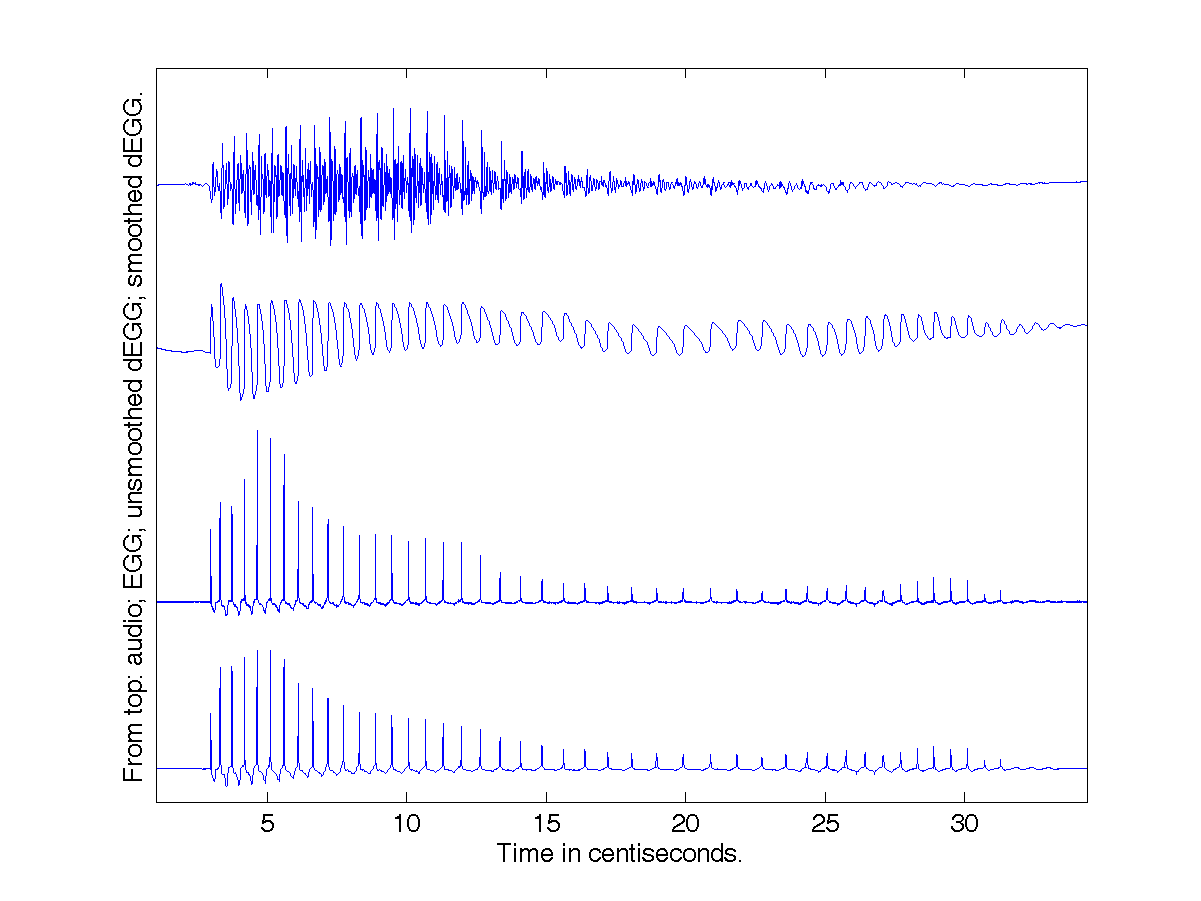 From top: audio; EGG; unsmoothed dEGG; smoothed dEGG.
5 10 15 20 25 30
Time in centiseconds.